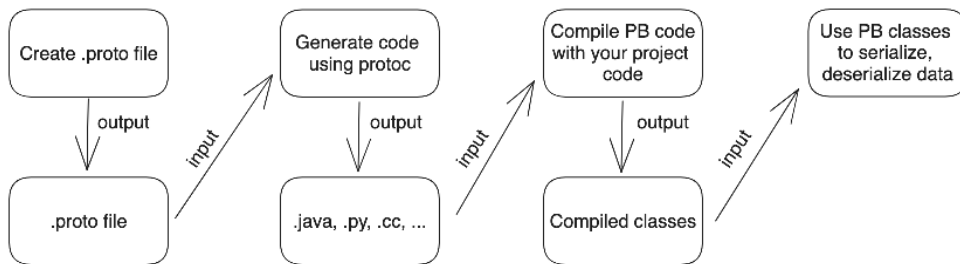 Create .proto file
output
.proto file
input
Generate code
using protoc
output
.java, .py, .cc, ...
input
Compile PB code
with your project
code
output
Compiled classes
input
Use PB classes
to serialize,
deserialize data